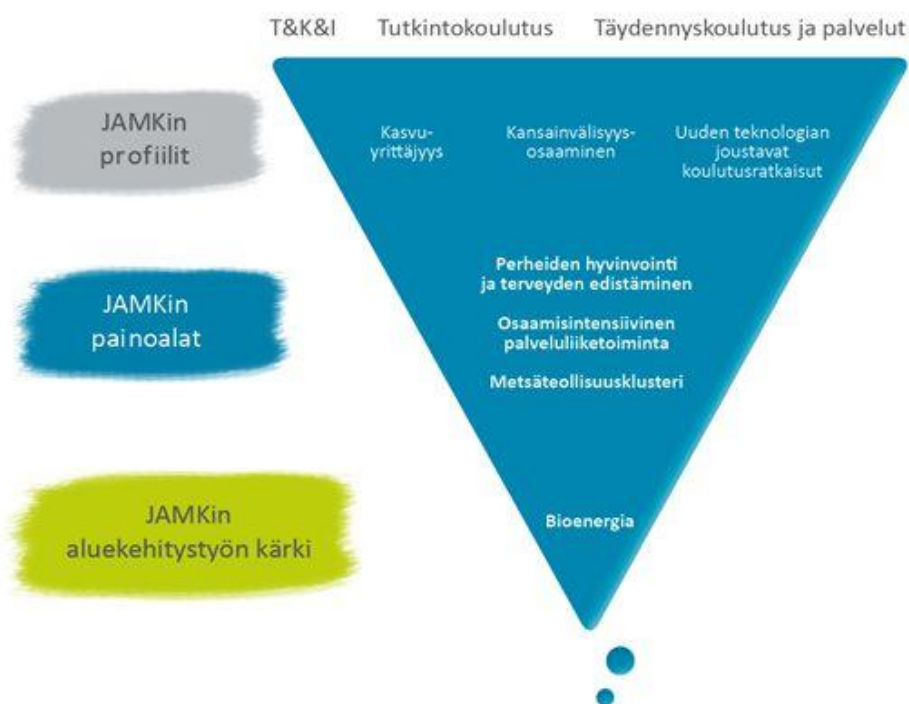 T&K&I Tutkintokoulutus Täydennyskoulutus ja palvelut
JAMKin
profiilit
Kasvu-
yrittäjyys
Kansainvälisyys-
osaaminen
Uuden teknologian
joustavat
koulutusratkaisut
JAMKin
painoalat
Perheiden hyvinvointi
ja terveyden edistäminen
Osaamisintensiivinen
palveluliiketoiminta
Metsäteollisuusklusteri
JAMKin
aluekehitystyön kärki
Bioenergia